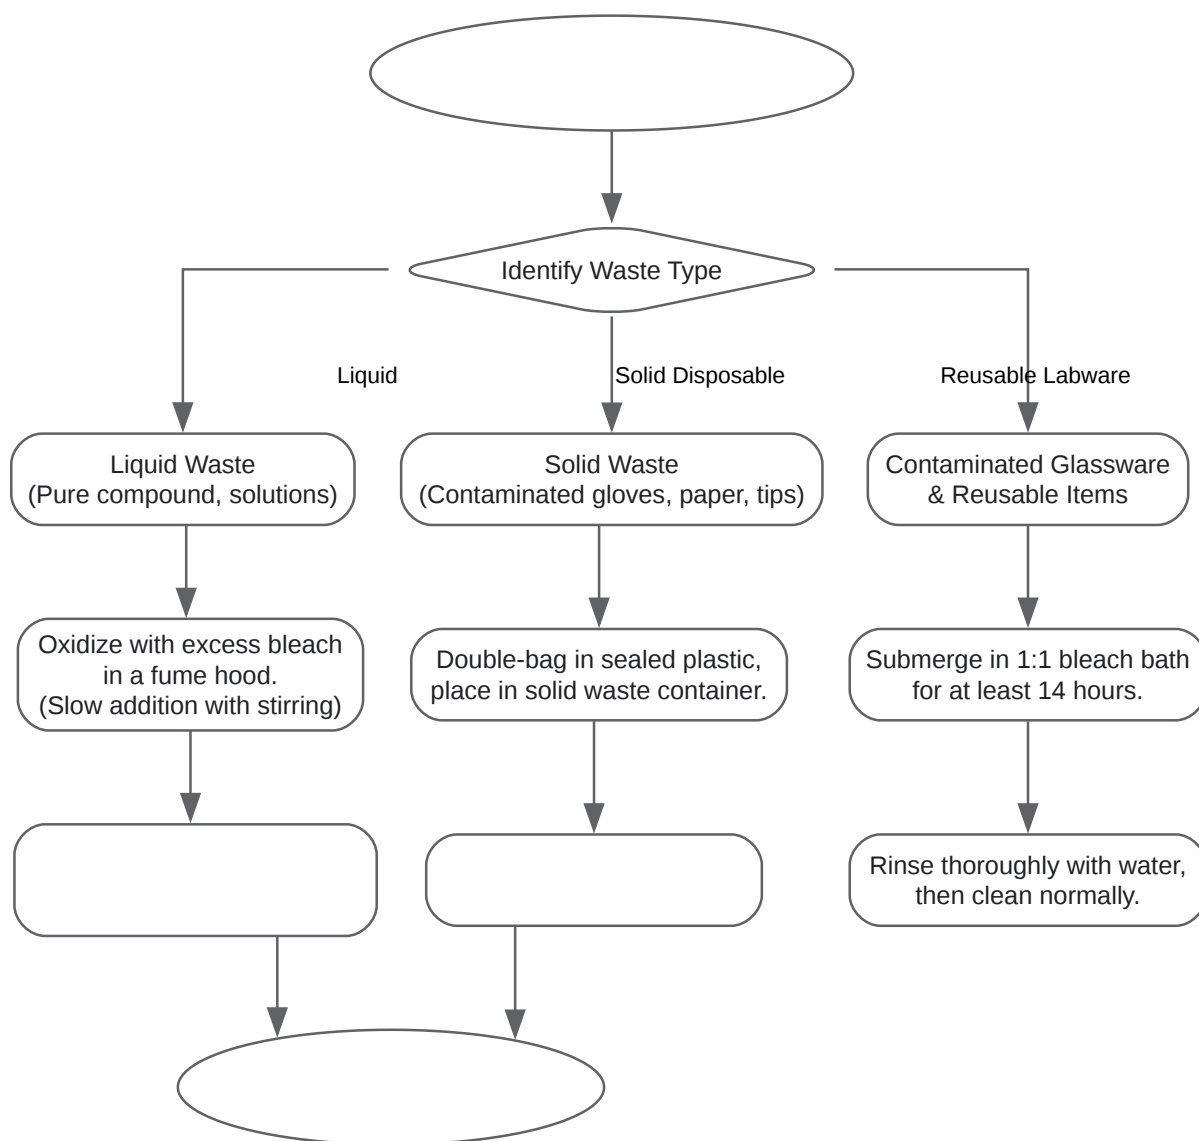 Identify Waste Type
Liquid
Solid Disposable
Reusable Labware
Liquid Waste
(Pure compound, solutions)
Solid Waste
(Contaminated gloves, paper, tips)
Contaminated Glassware
& Reusable Items
Oxidize with excess bleach
in a fume hood.
(Slow addition with stirring)
Double-bag in sealed plastic,
place in solid waste container.
Submerge in 1:1 bleach bath
for at least 14 hours.
Rinse thoroughly with water,
then clean normally.